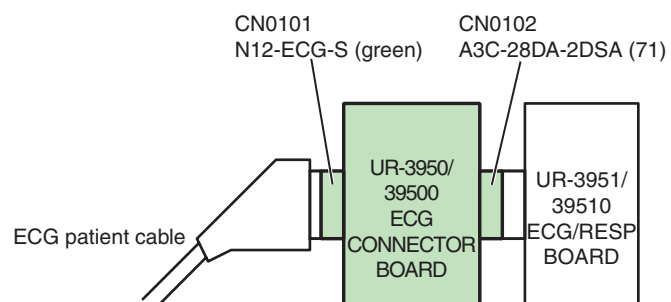 CN0101
N12-ECG-S (green)
CN0102
A3C-28DA-2DSA (71)
ECG patient cable
UR-3950/
39500
ECG
CONNECTOR
BOARD
UR-3951/
39510
ECG/RESP
BOARD